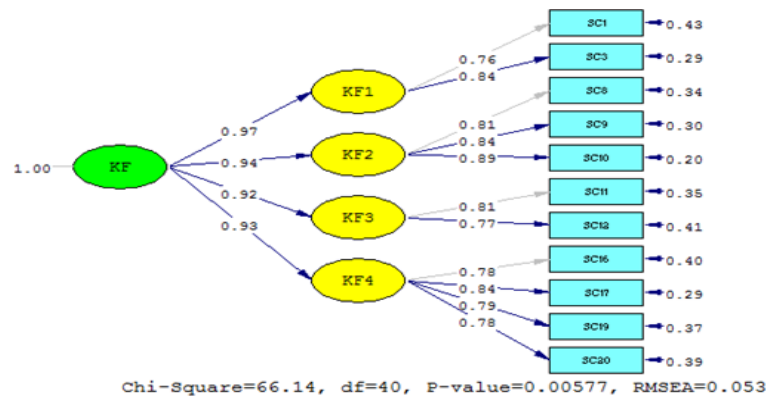 SC1 0.43
0.76
SC3 0.29
0.84
KF1
SC8 0.34
0.97
0.81
SC9 0.30
0.84
KF2
0.94
0.89
SC10 0.20
1.00 KF
SC11 0.35
0.92
0.81
KF3
0.77
SC12 0.41
0.93
SC16 0.40
0.78
KF4
0.84
SC17 0.29
0.79
0.78
SC19 0.37
SC20 0.39
Chi-Square=66.14, df=40, P-value=0.00577, RMSEA=0.053